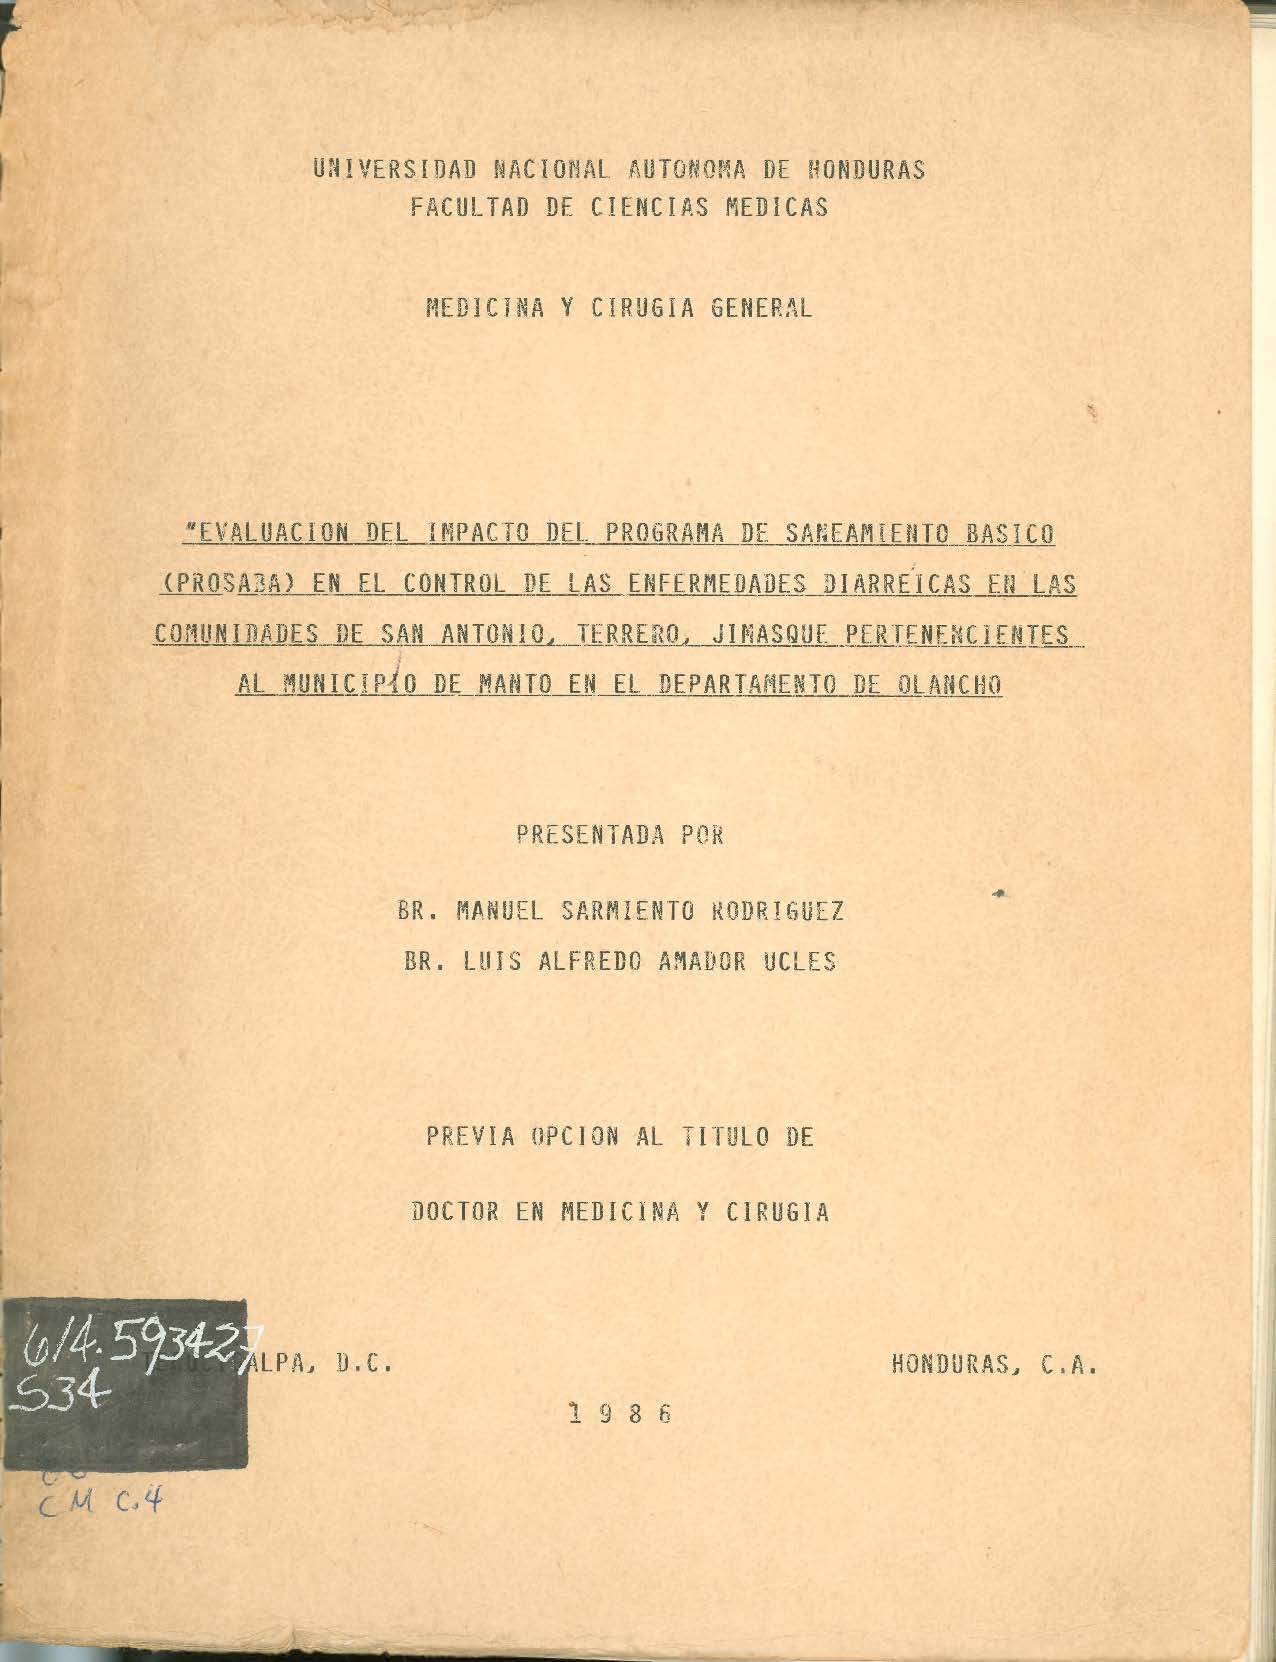 UNIVERSIDAD NACIONAL AUTONOMA DE HONDURAS
FACULTAD DE CIENCIAS MEDICAS
MEDICINA Y CIRUGIA GENERAL
"EVALUACION DEL IMPACTO DEL PROGRAMA DE SANEAMIENTO BASICO
(PROSABA) EN EL CONTROL DE LAS ENFERMEDADES DIARRÉICAS EN LAS
COMUNIDADES DE SAN ANTONIO, TERRERO, JIMASQUE PERTENENCIENTES
AL MUNICIPIO DE MANTO EN EL DEPARTAMENTO DE OLANCHO
PRESENTADA POR
BR. MANUEL SARMIENTO RODRIGUEZ
BR. LUIS ALFREDO AMADOR UCLES
PREVIA OPCION AL TITULO DE
DOCTOR EN MEDICINA Y CIRUGIA
614.593427
S34
TEGUCIGALPA, D.C. HONDURAS, C.A.
1 9 8 6
CM C.4